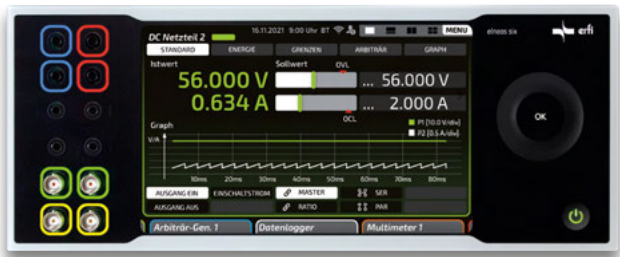 DC Netzteil 2 16.11.2021 9:00 Uhr BT MENU elness six erfi
STANDARD ENERGIE GRENZEN ARBITRÄR GRAPH
Istwert Sollwert OVL
56.000 V ... 56.000 V
0.634 A ... 2.000 A
OCL
Graph P1 [10.0 V/div]
V/A P2 [0.5 A/div]
10ms 20ms 30ms 40ms 50ms 60ms 70ms 80ms
AUSGANG EIN EINSCHALTSTROM MASTER SER
AUSGANG AUS RATIO PAR
Arbiträr-Gen. 1 Datenlogger Multimeter 1
OK